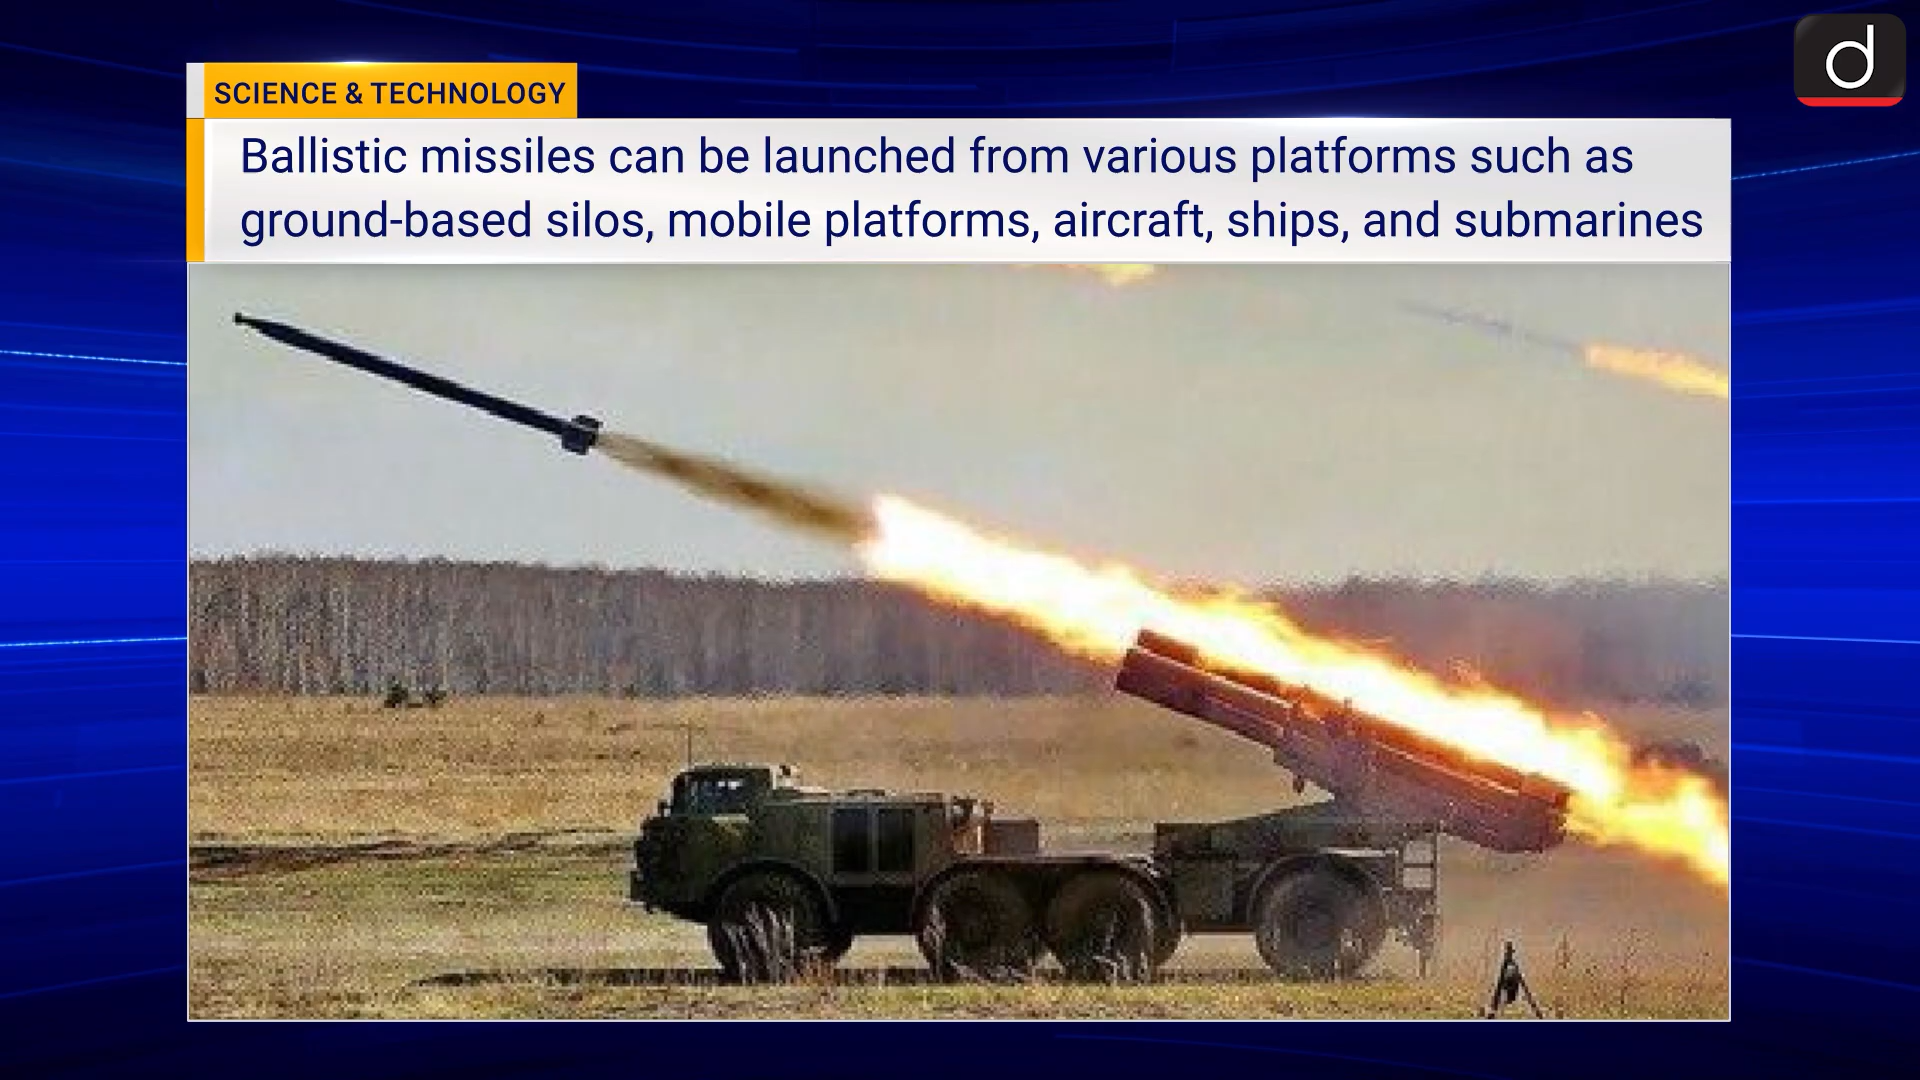 d
SCIENCE & TECHNOLOGY
Ballistic missiles can be launched from various platforms such as
ground-based silos, mobile platforms, aircraft, ships, and submarines